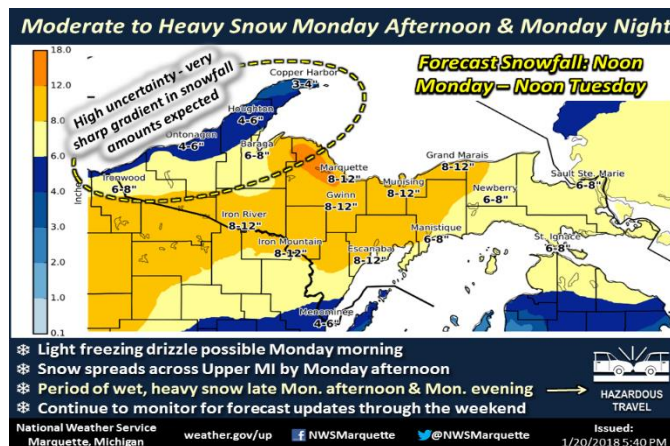 Moderate to Heavy Snow Monday Afternoon & Monday Night
18.0
12.0
8.0
6.0
4.0
3.0
2.0
1.0
0.1
Inches
High uncertainty - very
sharp gradient in snowfall
amounts expected
Forecast Snowfall: Noon
Monday – Noon Tuesday
Copper Harbor
3-4"
Houghton
4-6"
Ontonagon
4-6"
Baraga
6-8"
Ironwood
6-8"
Marquette
8-12"
Gwinn
8-12"
Munising
8-12"
Grand Marais
8-12"
Newberry
6-8"
Sault Ste. Marie
6-8"
Iron River
8-12"
Iron Mountain
8-12"
Escanaba
8-12"
Manistique
6-8"
St. Ignace
6-8"
Menominee
4-6"
Light freezing drizzle possible Monday morning
Snow spreads across Upper MI by Monday afternoon
Period of wet, heavy snow late Mon. afternoon & Mon. evening
Continue to monitor for forecast updates through the weekend
HAZARDOUS
TRAVEL
National Weather Service
Marquette, Michigan
weather.gov/up
NWSMarquette
@NWSMarquette
Issued:
1/20/2018 5:40 PM